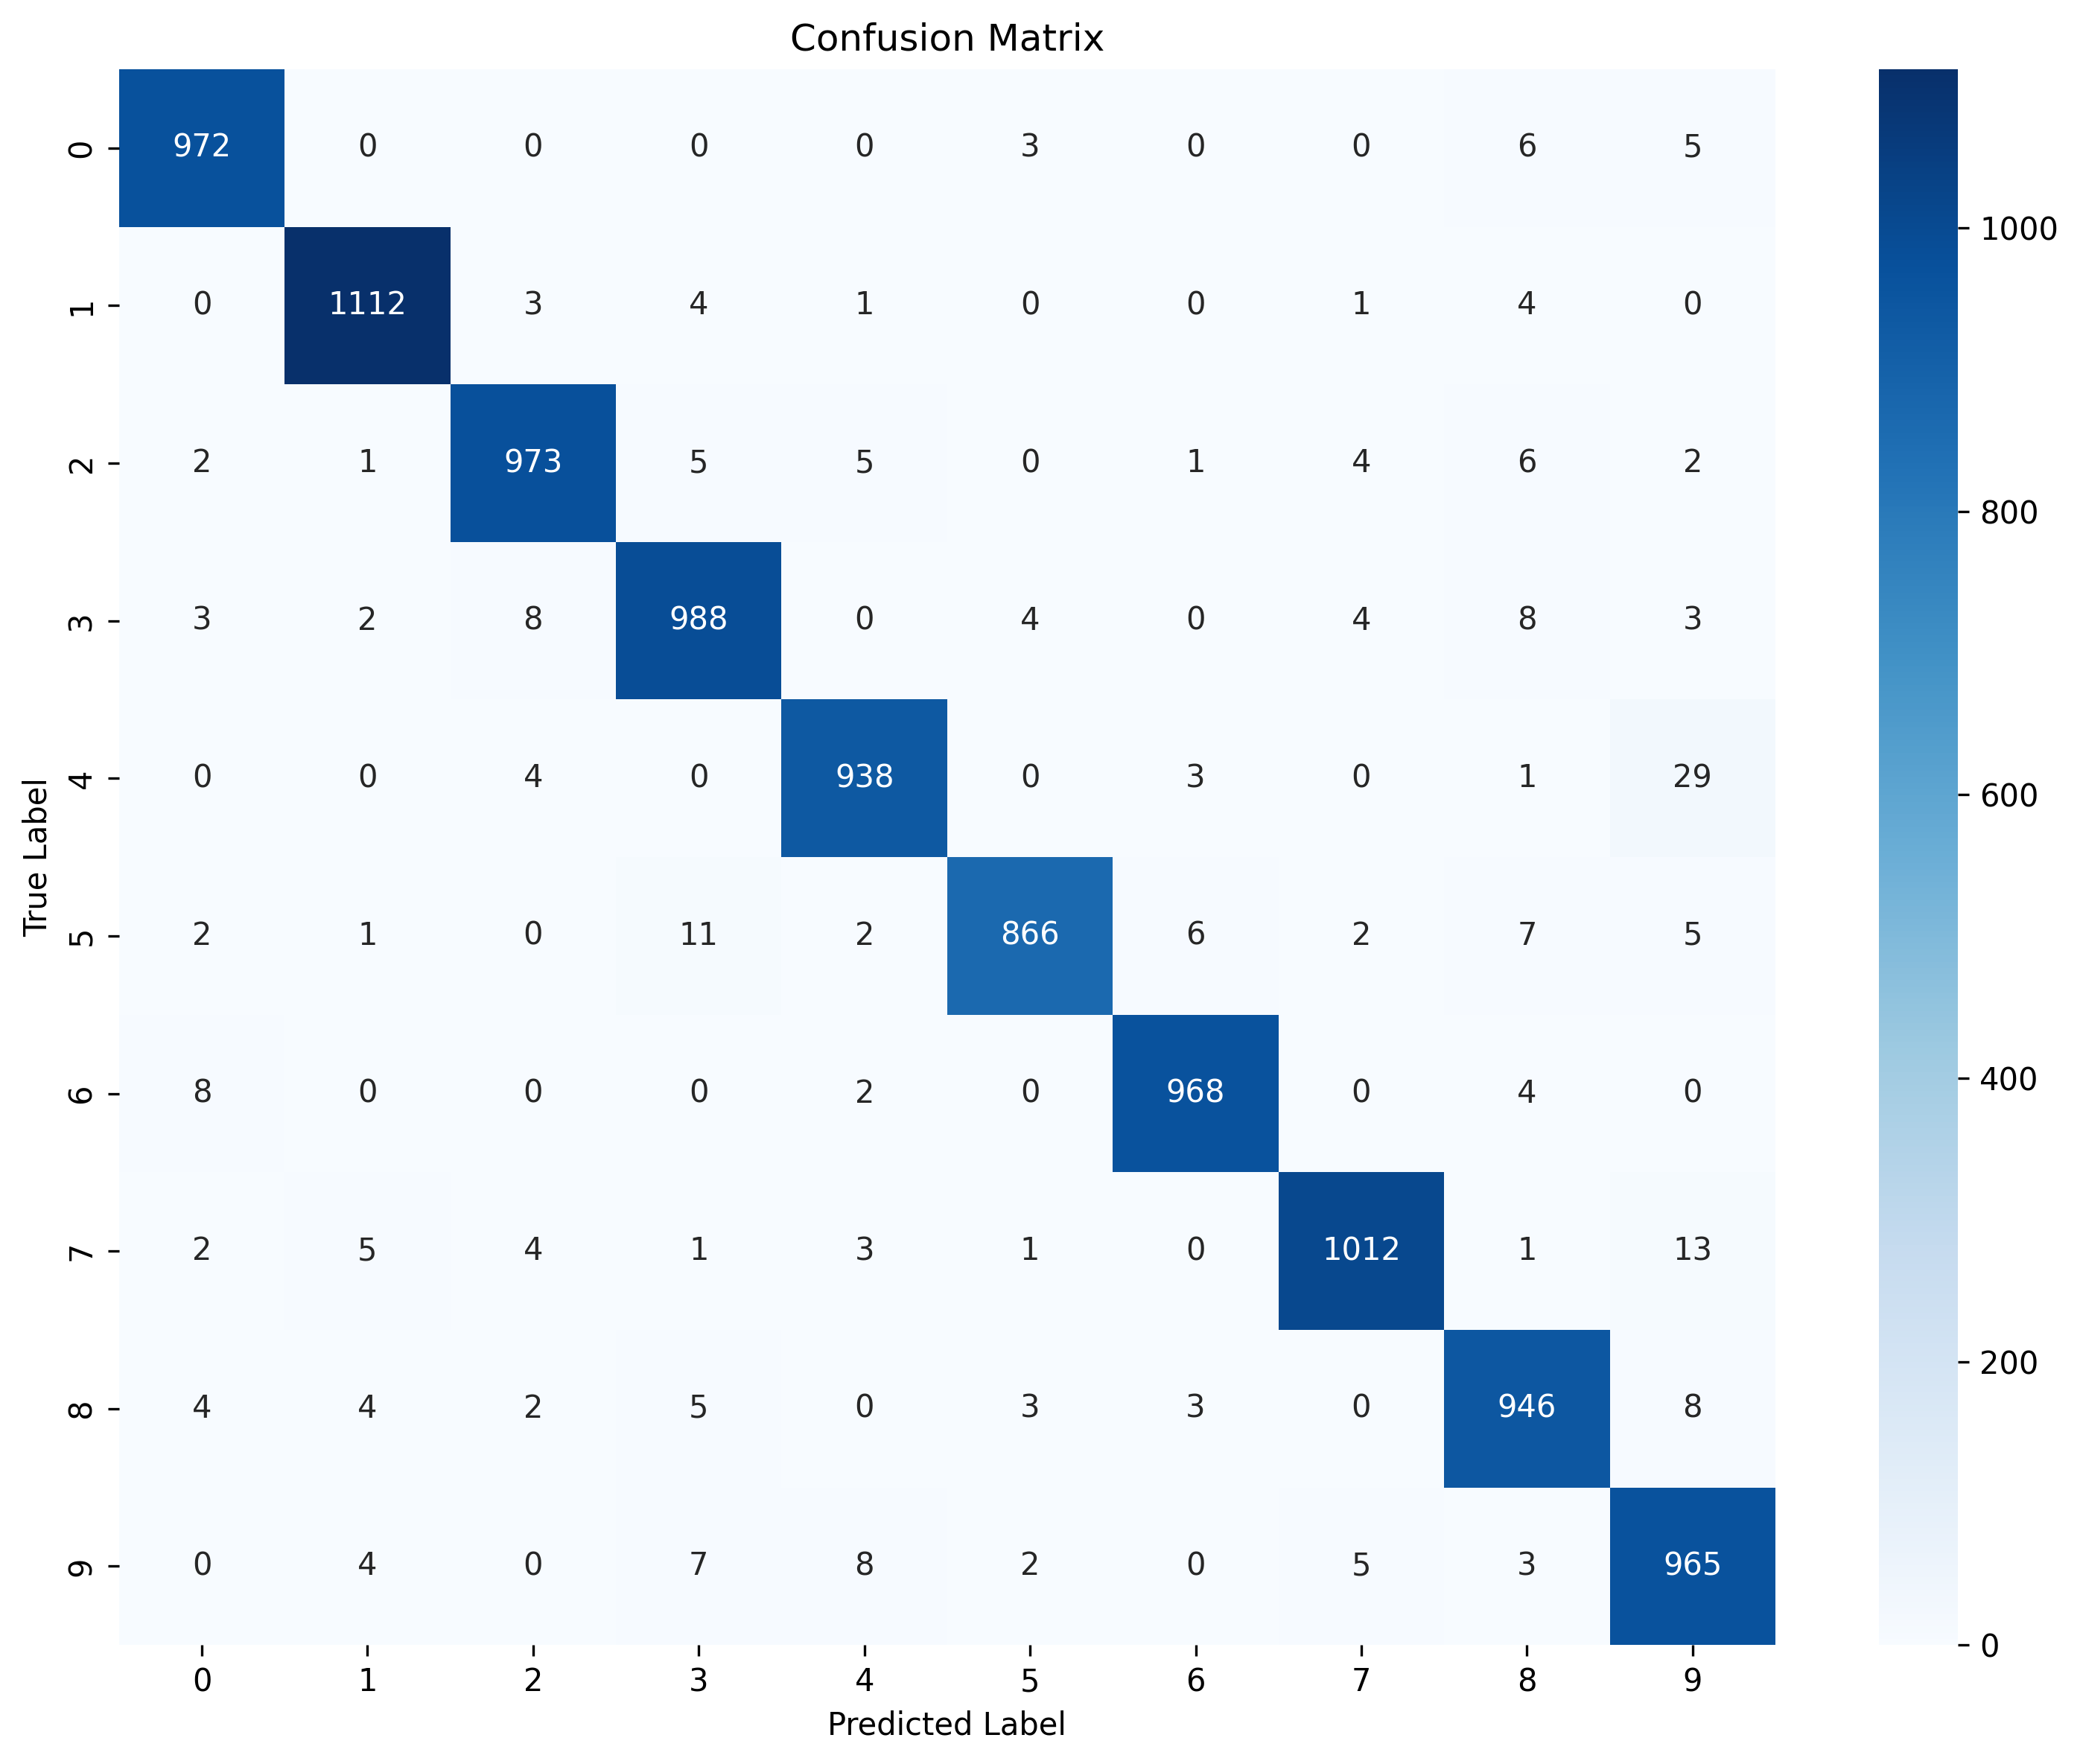 Confusion Matrix
0 972 0 0 0 0 3 0 0 6 5
1 0 1112 3 4 1 0 0 1 4 0
2 2 1 973 5 5 0 1 4 6 2
3 3 2 8 988 0 4 0 4 8 3
4 0 0 4 0 938 0 3 0 1 29
5 2 1 0 11 2 866 6 2 7 5
6 8 0 0 0 2 0 968 0 4 0
7 2 5 4 1 3 1 0 1012 1 13
8 4 4 2 5 0 3 3 0 946 8
9 0 4 0 7 8 2 0 5 3 965
0 1 2 3 4 5 6 7 8 9
Predicted Label
True Label
1000
800
600
400
200
0